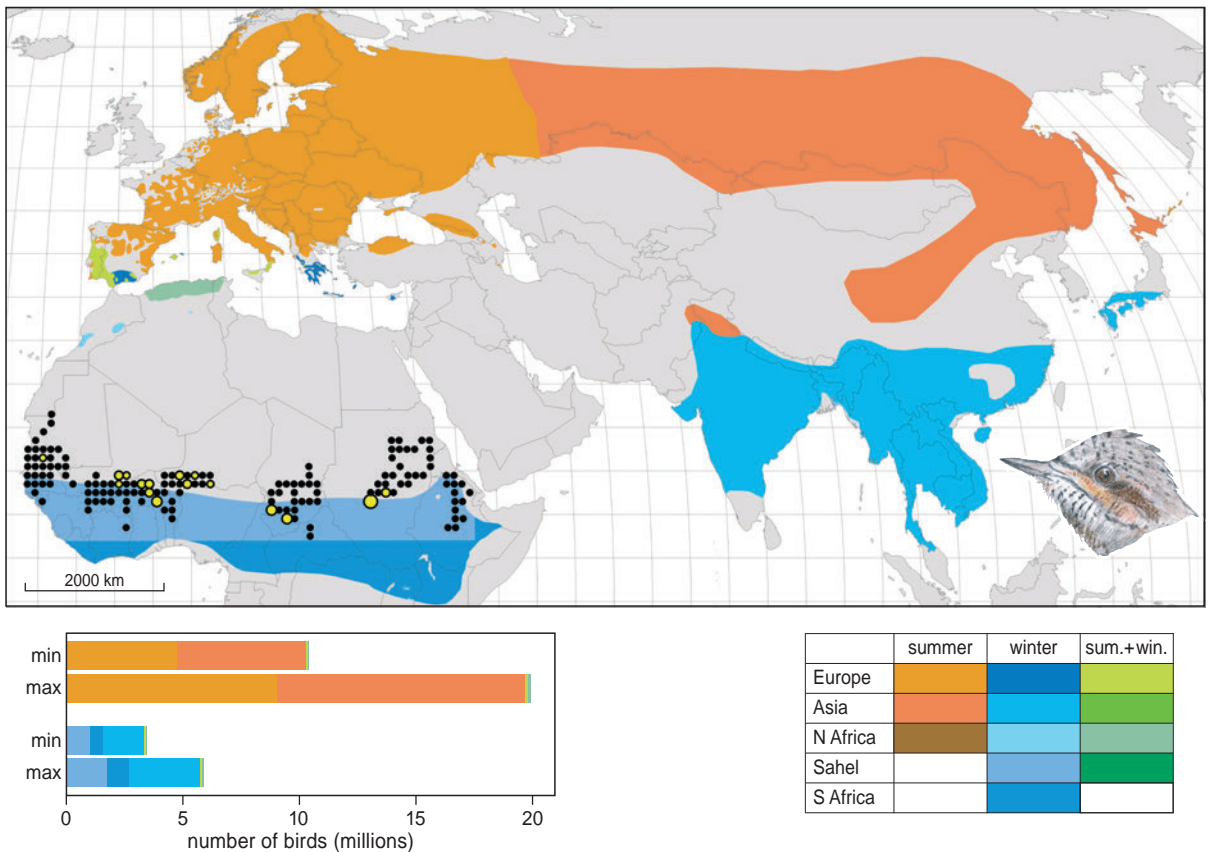 2000 km
min
max
min
max
0 5 10 15 20
number of birds (millions)
summer winter sum.+win.
Europe
Asia
N Africa
Sahel
S Africa